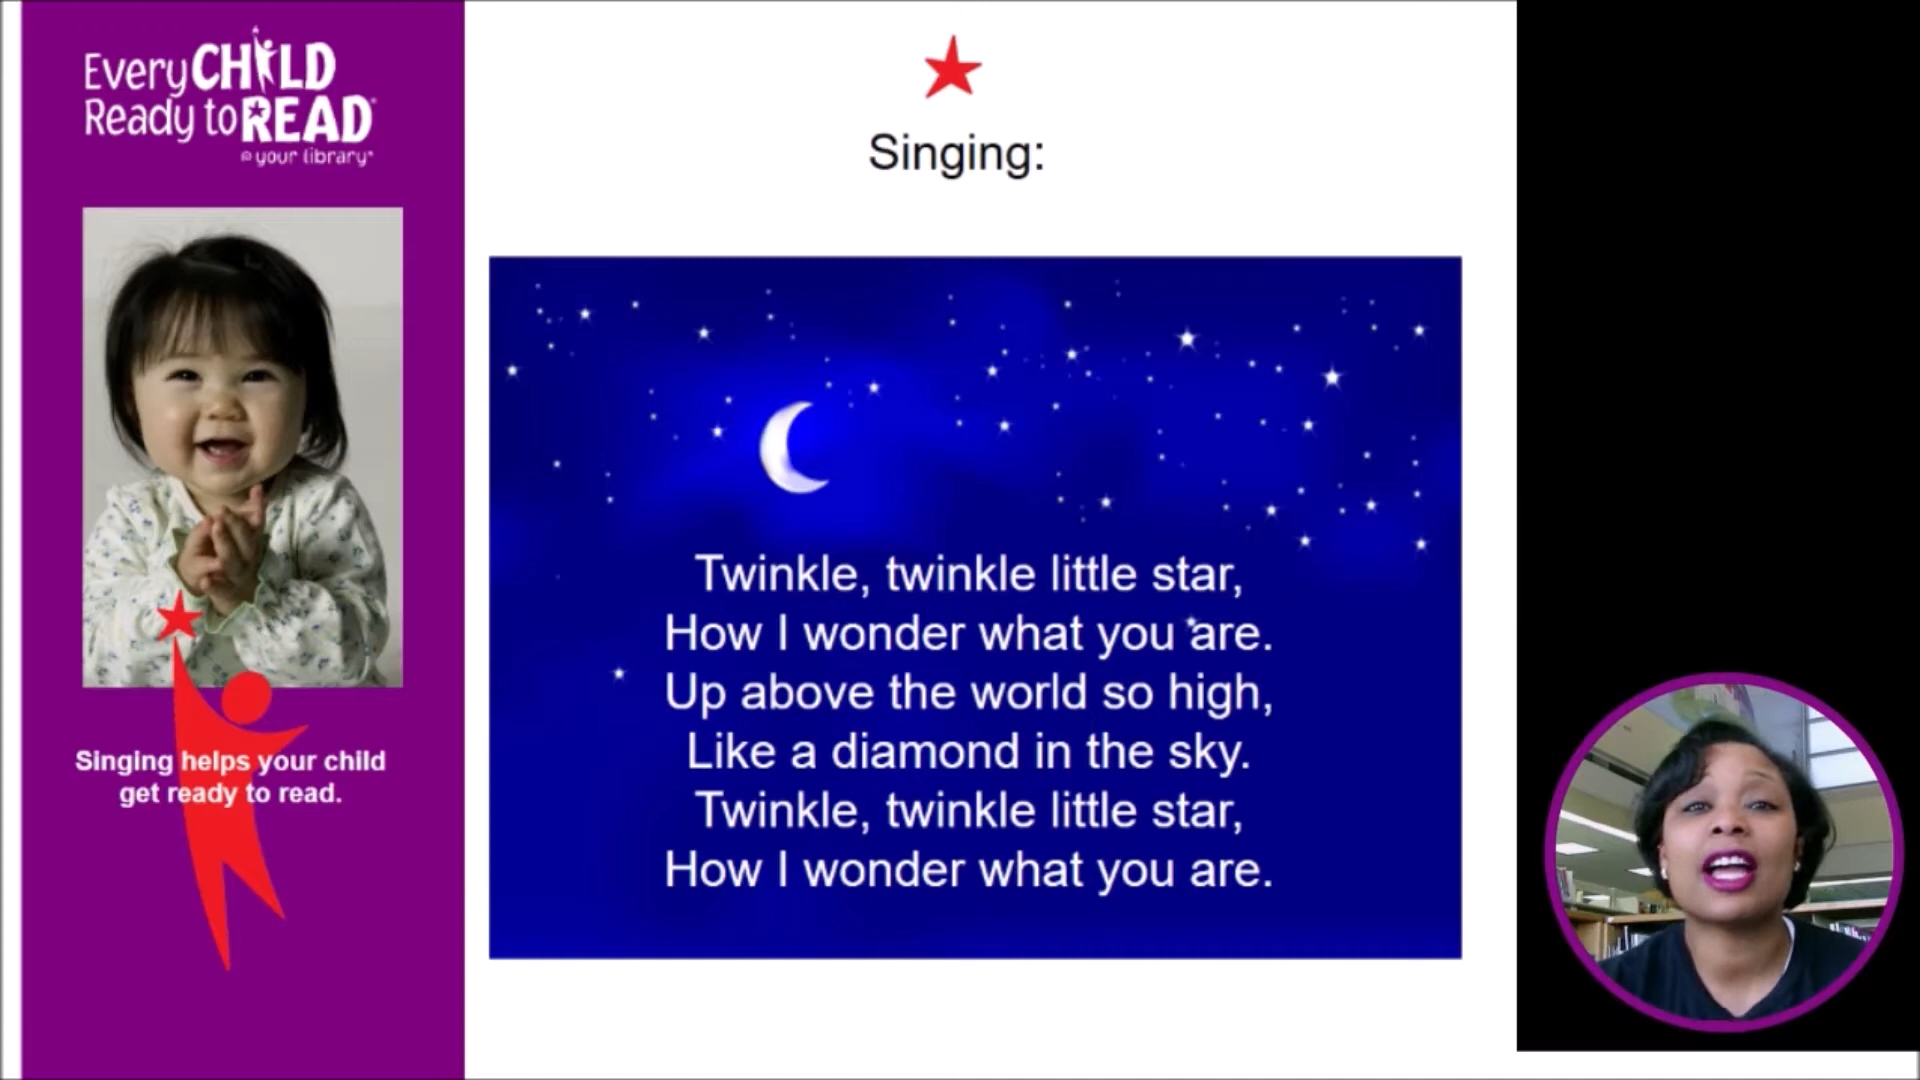 Every CHILD
Ready to READ®
@ your library®
Singing helps your child
get ready to read.
Singing:
Twinkle, twinkle little star,
How I wonder what you are.
Up above the world so high,
Like a diamond in the sky.
Twinkle, twinkle little star,
How I wonder what you are.